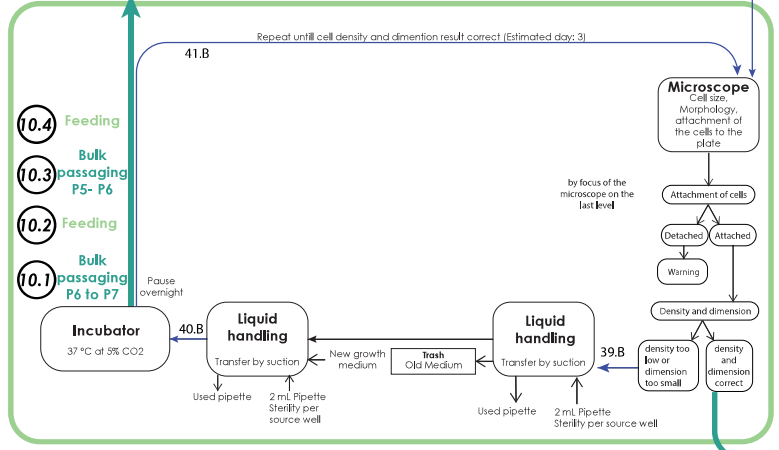 Repeat untill cell density and dimention result correct (Estimated day: 3)
41.B
Microscope
Cell size,
Morphology,
attachment of
the cells to the
plate
10.4
Feeding
10.3
Bulk
passaging
P5- P6
10.2
Feeding
10.1
Bulk
passaging
P6 to P7
by focus of the
microscope on the
last level
Attachment of cells
Detached
Attached
Warning
Density and dimension
density too
low or
dimension
too small
density
and
dimension
correct
39.B
Liquid
handling
Transfer by suction
Used pipette
2 mL Pipette
Sterility per
source well
Trash
Old Medium
New growth
medium
Liquid
handling
Transfer by suction
Used pipette
2 mL Pipette
Sterility per
source well
40.B
Pause
overnight
Incubator
37 °C at 5% CO2